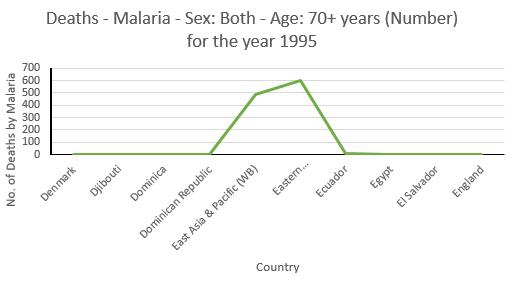 Deaths - Malaria - Sex: Both - Age: 70+ years (Number)
for the year 1995
No. of Deaths by Malaria
700
600
500
400
300
200
100
0
Denmark
Djibouti
Dominica
Dominican Republic
East Asia & Pacific (WB)
Eastern...
Ecuador
Egypt
El Salvador
England
Country